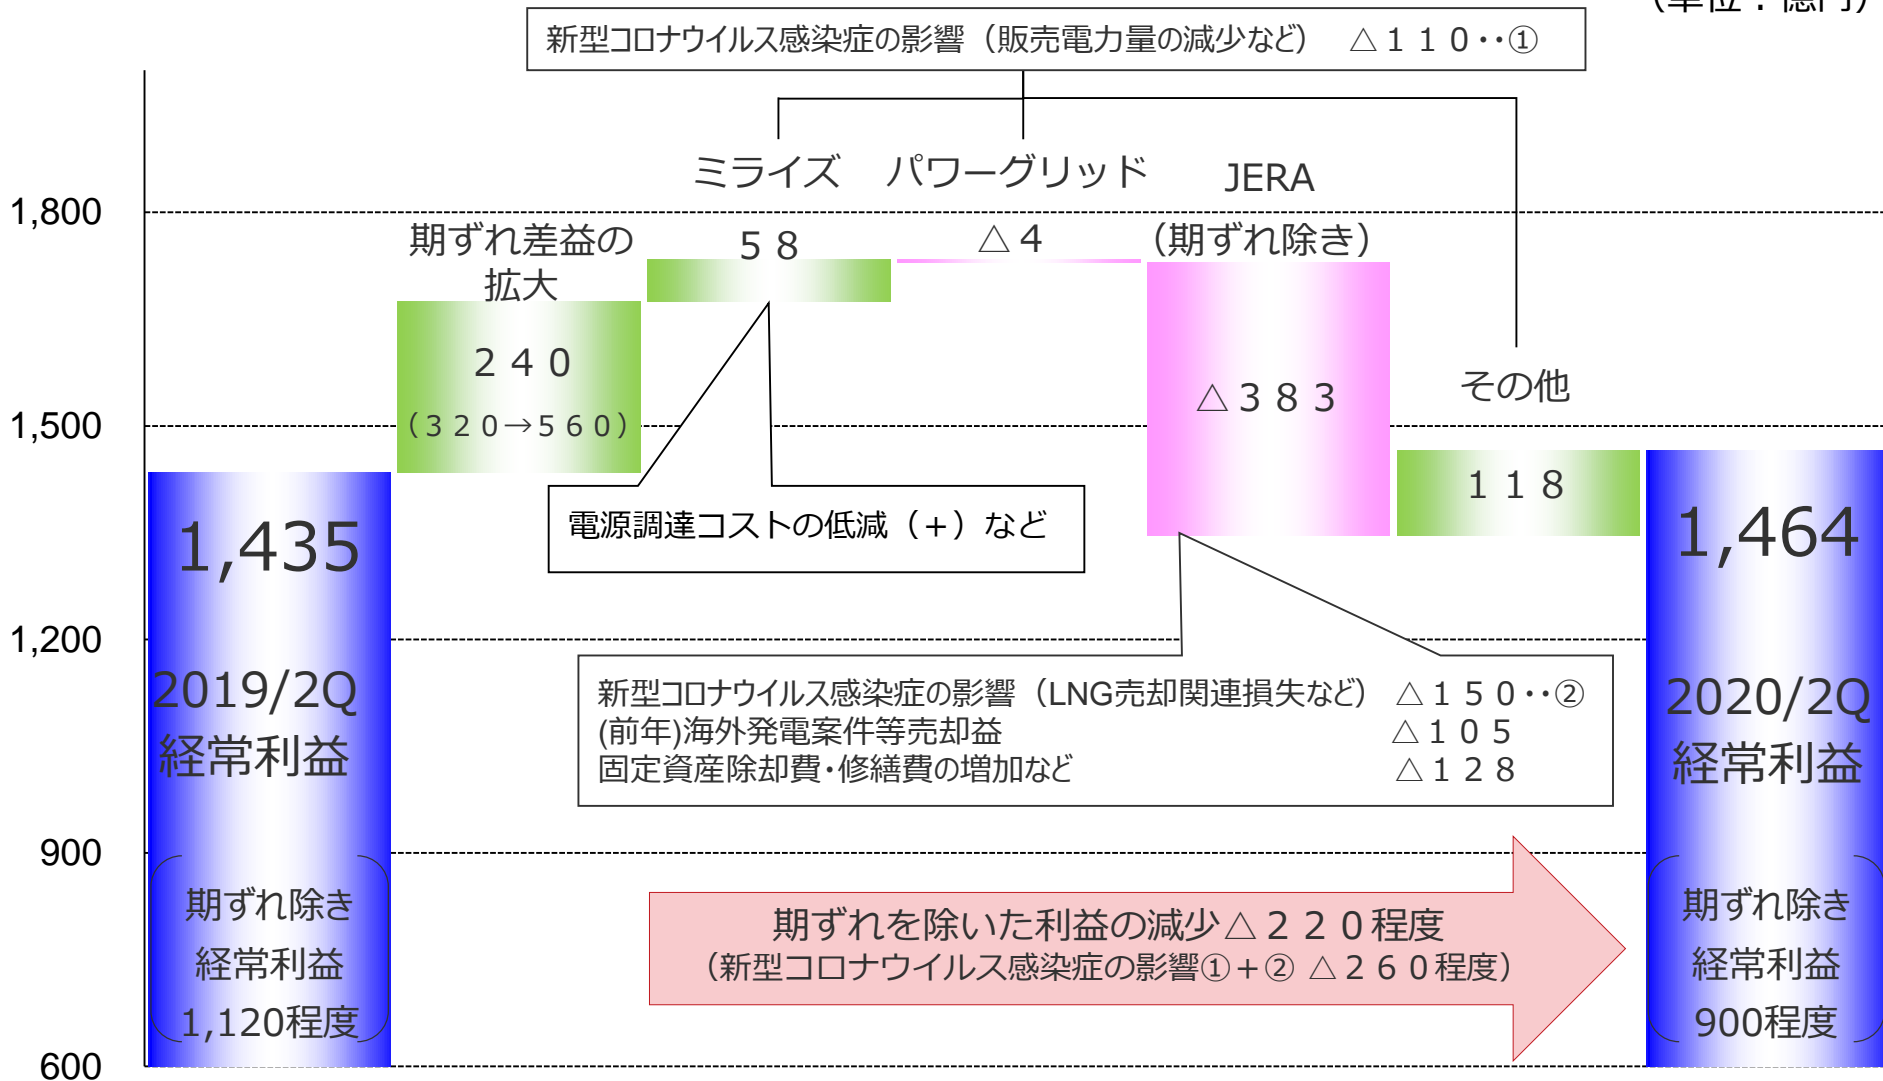 （単位：億円）
新型コロナウイルス感染症の影響（販売電力量の減少など）　△１１０‥①
ミライズ
パワーグリッド
JERA
（期ずれ除き）
1,800
期ずれ差益の
拡大
５８
△４
２４０
（３２０→５６０）
△３８３
その他
1,500
１１８
電源調達コストの低減（+）など
1,435
2019/2Q
経常利益
1,464
2020/2Q
経常利益
1,200
新型コロナウイルス感染症の影響（LNG売却関連損失など）　△１５０‥②
(前年)海外発電案件等売却益　△１０５
固定資産除却費・修繕費の増加など　△１２８
900
期ずれ除き
経常利益
1,120程度
期ずれを除いた利益の減少△２２０程度
（新型コロナウイルス感染症の影響①＋② △２６０程度）
期ずれ除き
経常利益
900程度
600